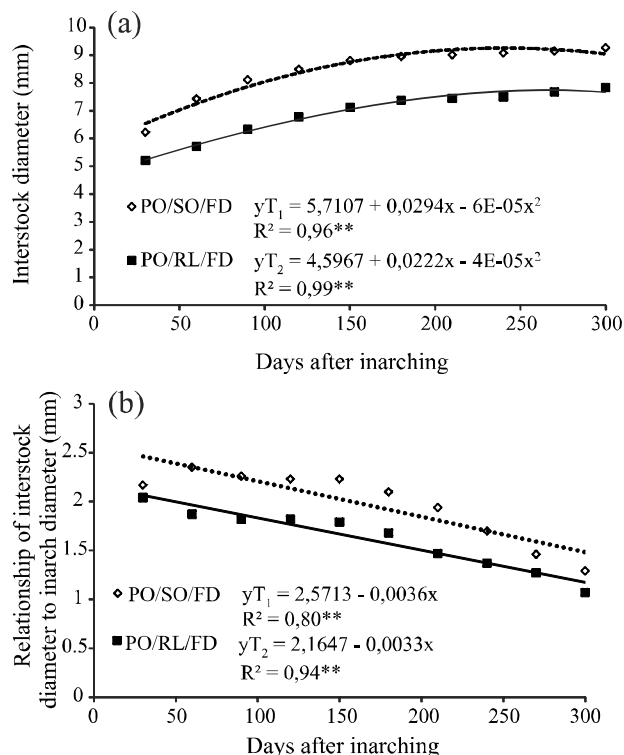 (a)
Interstock diameter (mm)
10
9
8
7
6
5
4
3
2
1
0
PO/SO/FD yT₁ = 5,7107 + 0,0294x - 6E-05x²
R² = 0,96**
PO/RL/FD yT₂ = 4,5967 + 0,0222x - 4E-05x²
R² = 0,99**
0 50 100 150 200 250 300
Days after inarching
(b)
Relationship of interstock
diameter to inarch diameter (mm)
3
2.5
2
1.5
1
0.5
0
PO/SO/FD yT₁ = 2,5713 - 0,0036x
R² = 0,80**
PO/RL/FD yT₂ = 2,1647 - 0,0033x
R² = 0,94**
0 50 100 150 200 250 300
Days after inarching